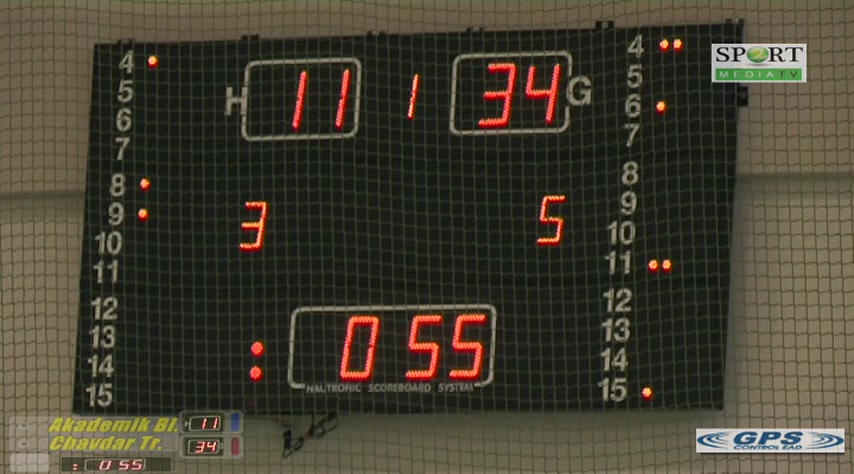 4 4
SPORT
MEDIATV
H 11 1 34 G
5 5
6 6
7 7
8 8
9 9
3 5
10 10
11 11
12 12
13 13
0 55
14 14
NAUTRONIC SCOREBOARD SYSTEM
15 15
Akademik Bl. 11
Chavdar Tr. 34
: 0 55
GPS
CONTROL EAD